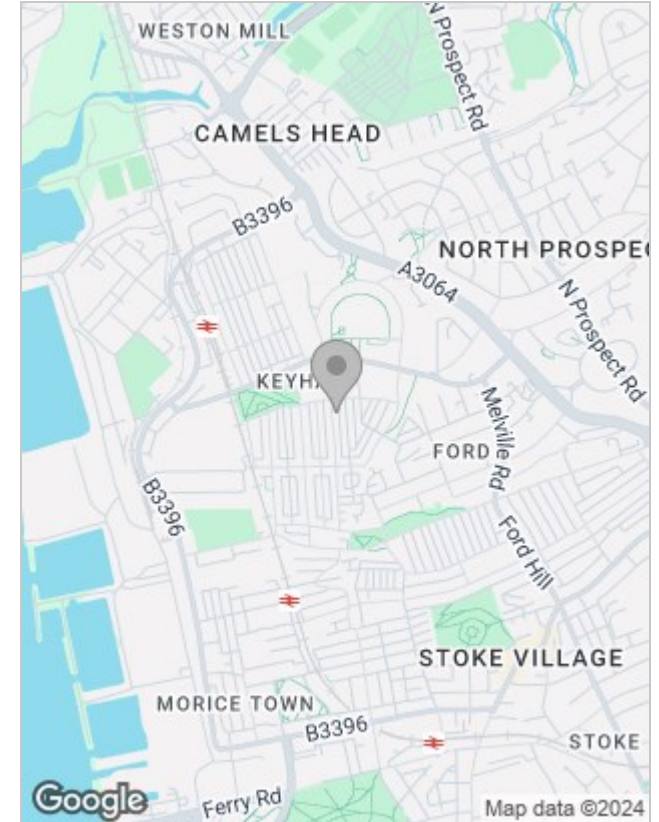 WESTON MILL
N Prospect Rd
CAMELS HEAD
B3396
NORTH PROSPE
A3064
N Prospect Rd
KEYH
Melville Rd
FORD
B3396
Ford Hill
STOKE VILLAGE
MORICE TOWN
B3396
STOKE
Ferry Rd
Google
Map data ©2024